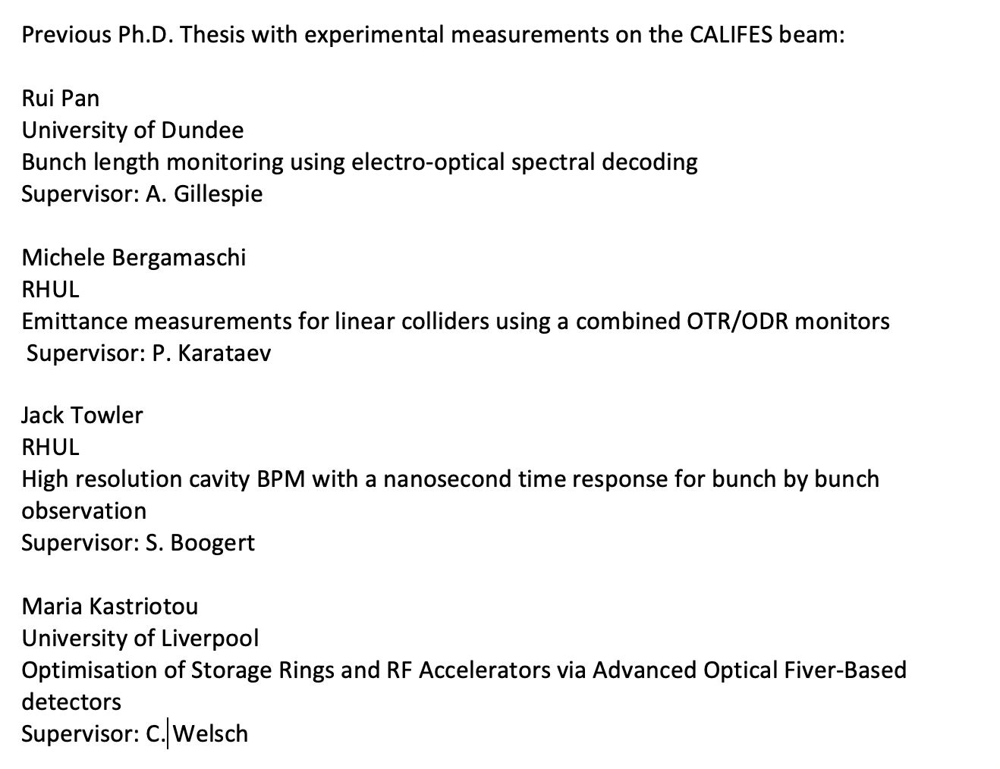 Previous Ph.D. Thesis with experimental measurements on the CALIFES beam:
Rui Pan
University of Dundee
Bunch length monitoring using electro-optical spectral decoding
Supervisor: A. Gillespie
Michele Bergamaschi
RHUL
Emittance measurements for linear colliders using a combined OTR/ODR monitors
Supervisor: P. Karataev
Jack Towler
RHUL
High resolution cavity BPM with a nanosecond time response for bunch by bunch
observation
Supervisor: S. Boogert
Maria Kastriotou
University of Liverpool
Optimisation of Storage Rings and RF Accelerators via Advanced Optical Fiver-Based
detectors
Supervisor: C. Welsch